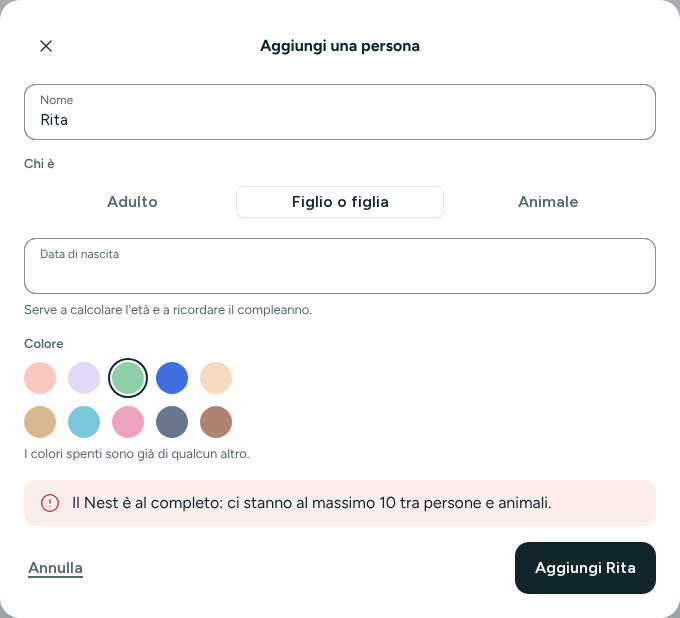 Aggiungi una persona
Nome
Rita
Chi è
Adulto
Figlio o figlia
Animale
Data di nascita
Serve a calcolare l'età e a ricordare il compleanno.
Colore
I colori spenti sono già di qualcun altro.
Il Nest è al completo: ci stanno al massimo 10 tra persone e animali.
Annulla
Aggiungi Rita